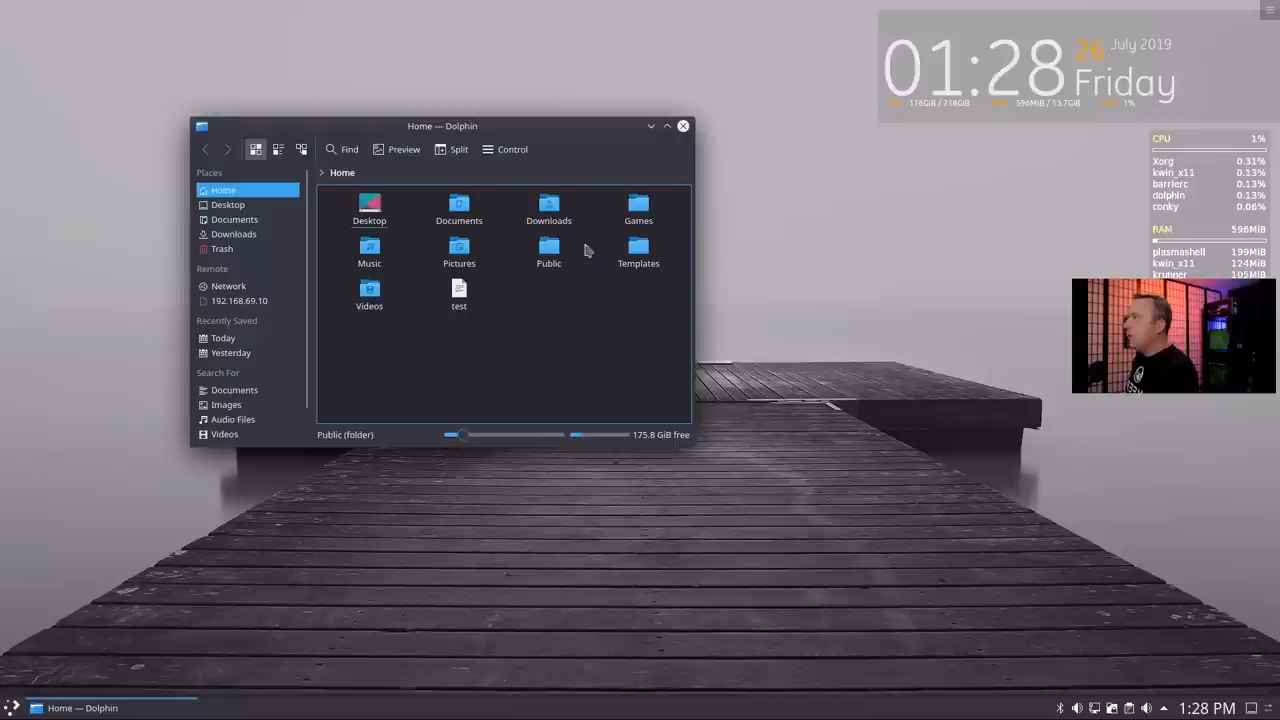 01:28
26 July 2019
Friday
176GiB / 218GiB 596MiB / 13.7GiB 1%
CPU 1%
Xorg 0.31%
kwin_x11 0.13%
barrierc 0.13%
dolphin 0.13%
conky 0.06%
RAM 596MiB
plasmashell 199MiB
kwin_x11 124MiB
krunner 105MiB
Home — Dolphin
Find Preview Split Control
Places
Home
Desktop
Documents
Downloads
Trash
Remote
Network
192.168.69.10
Recently Saved
Today
Yesterday
Search For
Documents
Images
Audio Files
Videos
> Home
Desktop Documents Downloads Games
Music Pictures Public Templates
Videos test
Public (folder) 175.8 GiB free
Home — Dolphin
1:28 PM